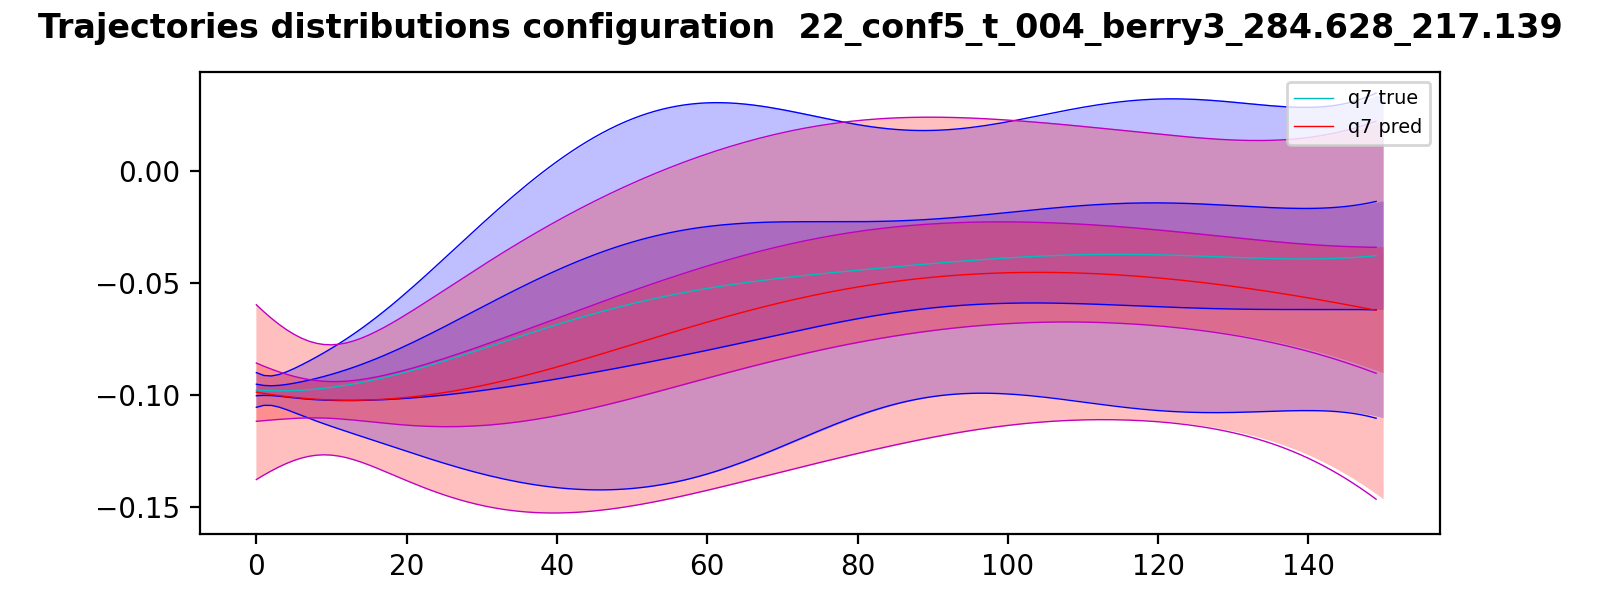 Trajectories distributions configuration  22_conf5_t_004_berry3_284.628_217.139
q7 true
q7 pred
0.00
−0.05
−0.10
−0.15
0 20 40 60 80 100 120 140